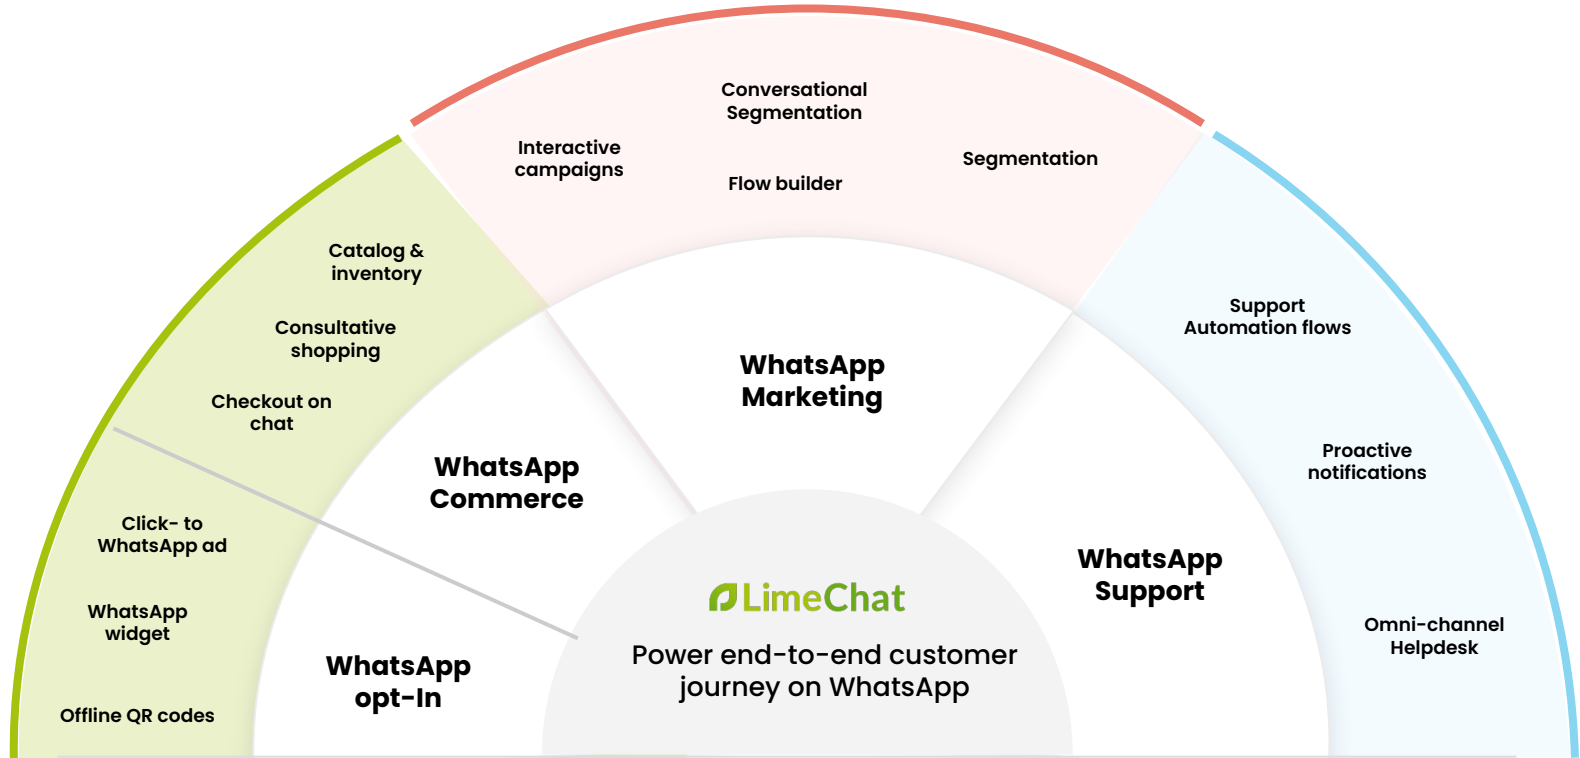 Conversational
Segmentation
Interactive
campaigns
Segmentation
Flow builder
Catalog &
inventory
Consultative
shopping
Checkout on
chat
Support
Automation flows
WhatsApp
Marketing
WhatsApp
Commerce
Proactive
notifications
Click- to
WhatsApp ad
WhatsApp
widget
Offline QR codes
WhatsApp
opt-In
WhatsApp
Support
Omni-channel
Helpdesk
LimeChat
Power end-to-end customer
journey on WhatsApp